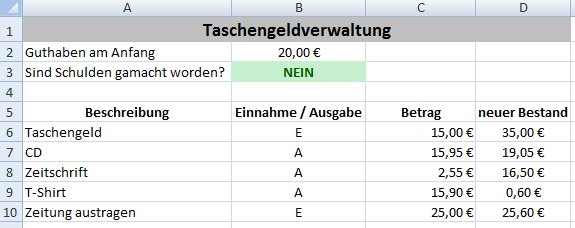 A B C D
1 Taschengeldverwaltung
2 Guthaben am Anfang 20,00 €
3 Sind Schulden gamacht worden? NEIN
4
5 Beschreibung Einnahme / Ausgabe Betrag neuer Bestand
6 Taschengeld E 15,00 € 35,00 €
7 CD A 15,95 € 19,05 €
8 Zeitschrift A 2,55 € 16,50 €
9 T-Shirt A 15,90 € 0,60 €
10 Zeitung austragen E 25,00 € 25,60 €